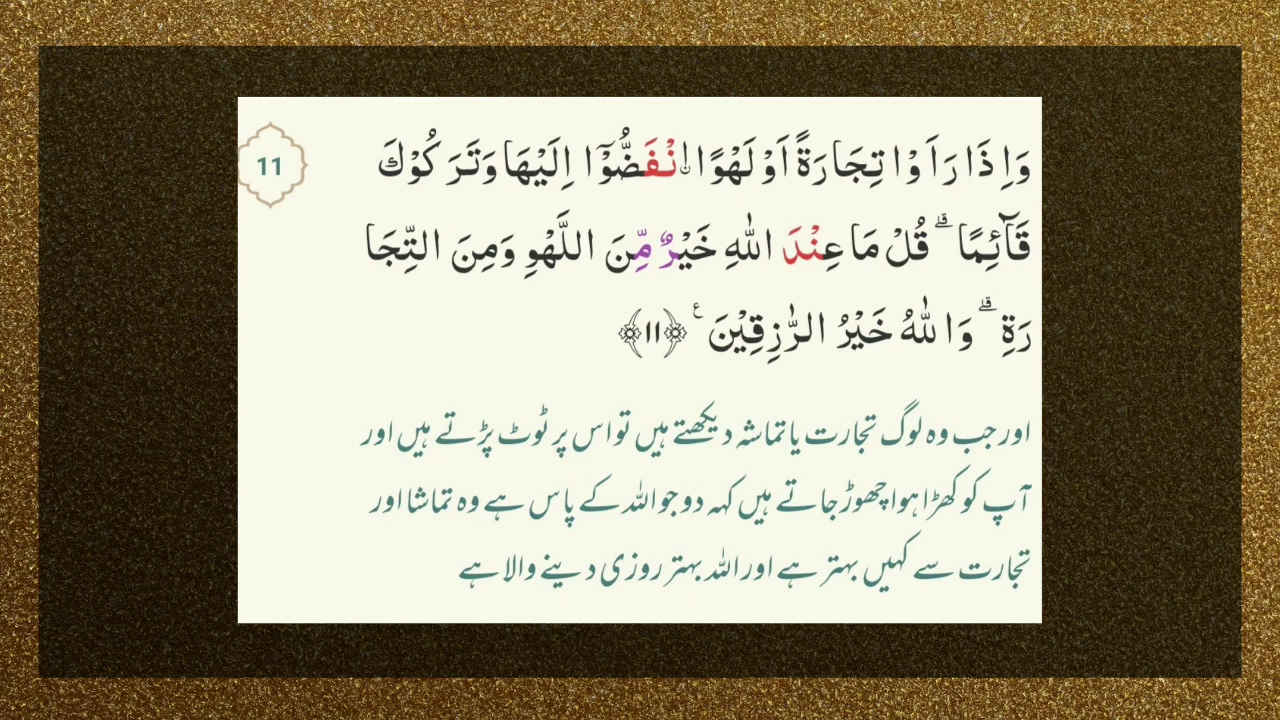 11
وَاِذَا رَاَوْا تِجَارَةً اَوْ لَهْوًا ۨانْفَضُّوْۤا اِلَيْهَا وَتَرَكُوْكَ
قَآئِمًا ؕ قُلْ مَا عِنْدَ اللّٰهِ خَيْرٌ مِّنَ اللَّهْوِ وَمِنَ التِّجَا
رَةِ ؕ وَاللّٰهُ خَيْرُ الرّٰزِقِيْنَ ۧ ﴿۱۱﴾
اور جب وہ لوگ تجارت یا تماشہ دیکھتے ہیں تو اس پر ٹوٹ پڑتے ہیں اور
آپ کو کھڑا ہوا چھوڑ جاتے ہیں کہہ دو جو اللہ کے پاس ہے وہ تماشا اور
تجارت سے کہیں بہتر ہے اور اللہ بہتر روزی دینے والا ہے